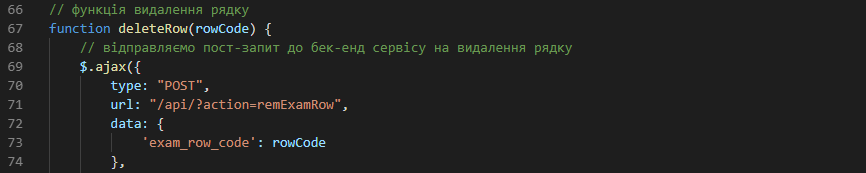 66 // функція видалення рядку
67 function deleteRow(rowCode) {
68 // відправляємо пост-запит до бек-енд сервісу на видалення рядку
69 $.ajax({
70 type: "POST",
71 url: "/api/?action=remExamRow",
72 data: {
73 'exam_row_code': rowCode
74 },